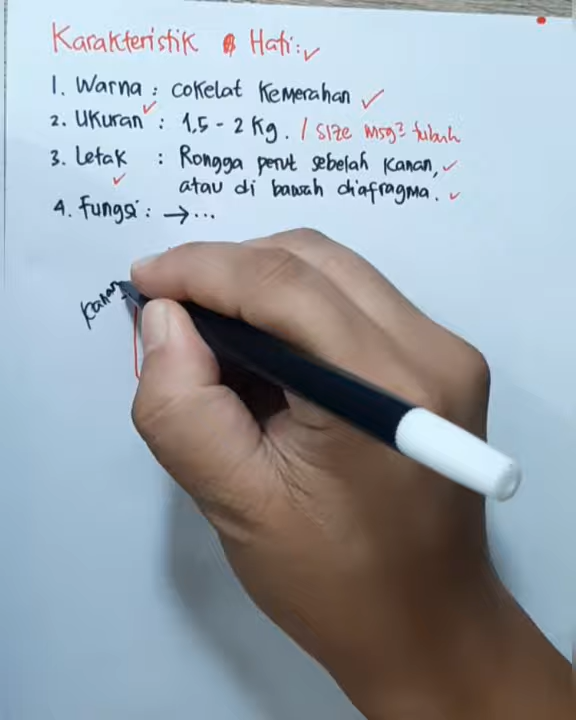 Karakteristik Hati:
1. Warna : cokelat Kemerahan
2. UKuran : 1,5 - 2 Kg. / size msg² tubuh
3. Letak : Rongga perut sebelah Kanan,
atau di bawah diafragma.
4. Fungsi : → ...
Kanan